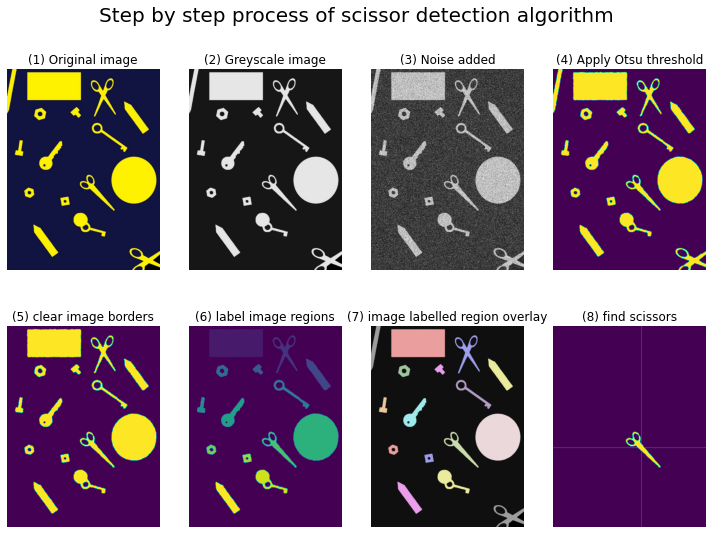 Step by step process of scissor detection algorithm
(1) Original image
(2) Greyscale image
(3) Noise added
(4) Apply Otsu threshold
(5) clear image borders
(6) label image regions
(7) image labelled region overlay
(8) find scissors